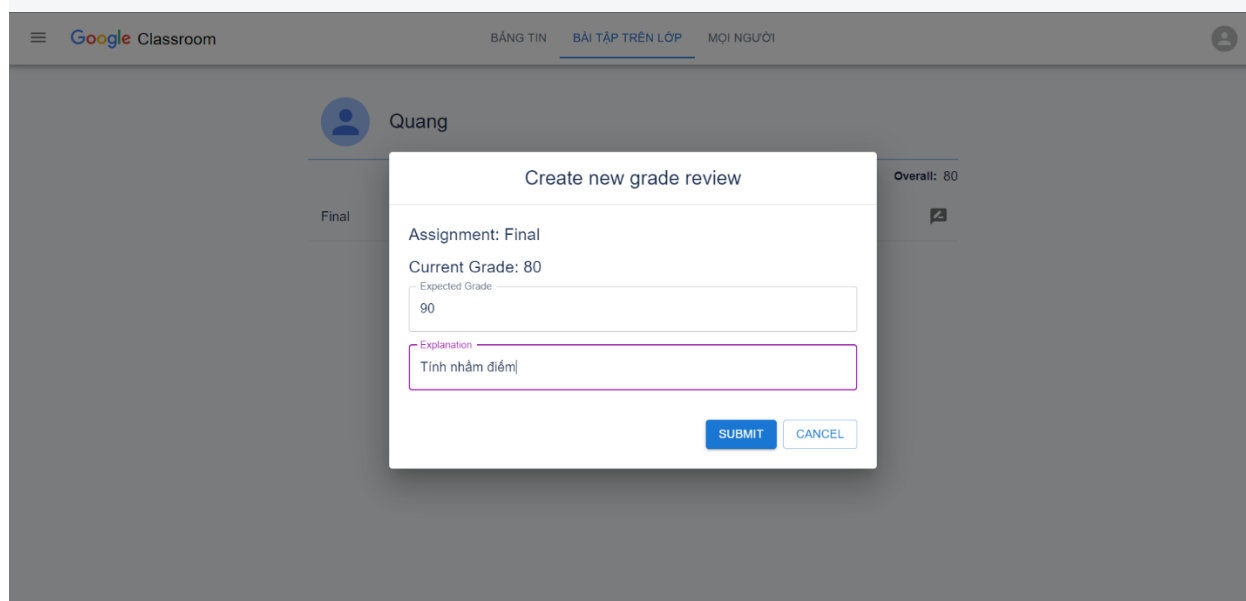 Google Classroom
BẢNG TIN
BÀI TẬP TRÊN LỚP
MỌI NGƯỜI
Quang
Overall: 80
Final
Create new grade review
Assignment: Final
Current Grade: 80
Expected Grade
90
Explanation
Tính nhầm điểm
SUBMIT
CANCEL